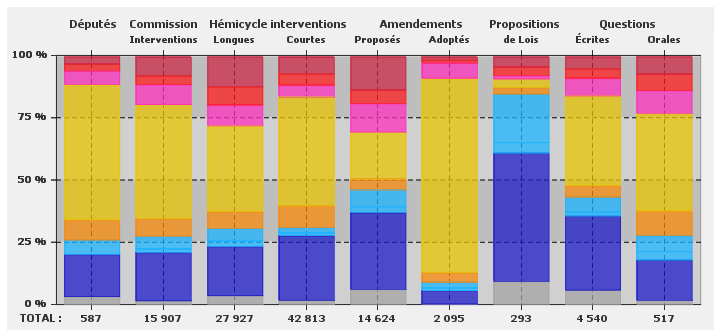 Députés Commission Hémicycle interventions Amendements Propositions Questions
Interventions Longues Courtes Proposés Adoptés de Lois Écrites Orales
100 %
75 %
50 %
25 %
0 %
TOTAL : 587 15 907 27 927 42 813 14 624 2 095 293 4 540 517